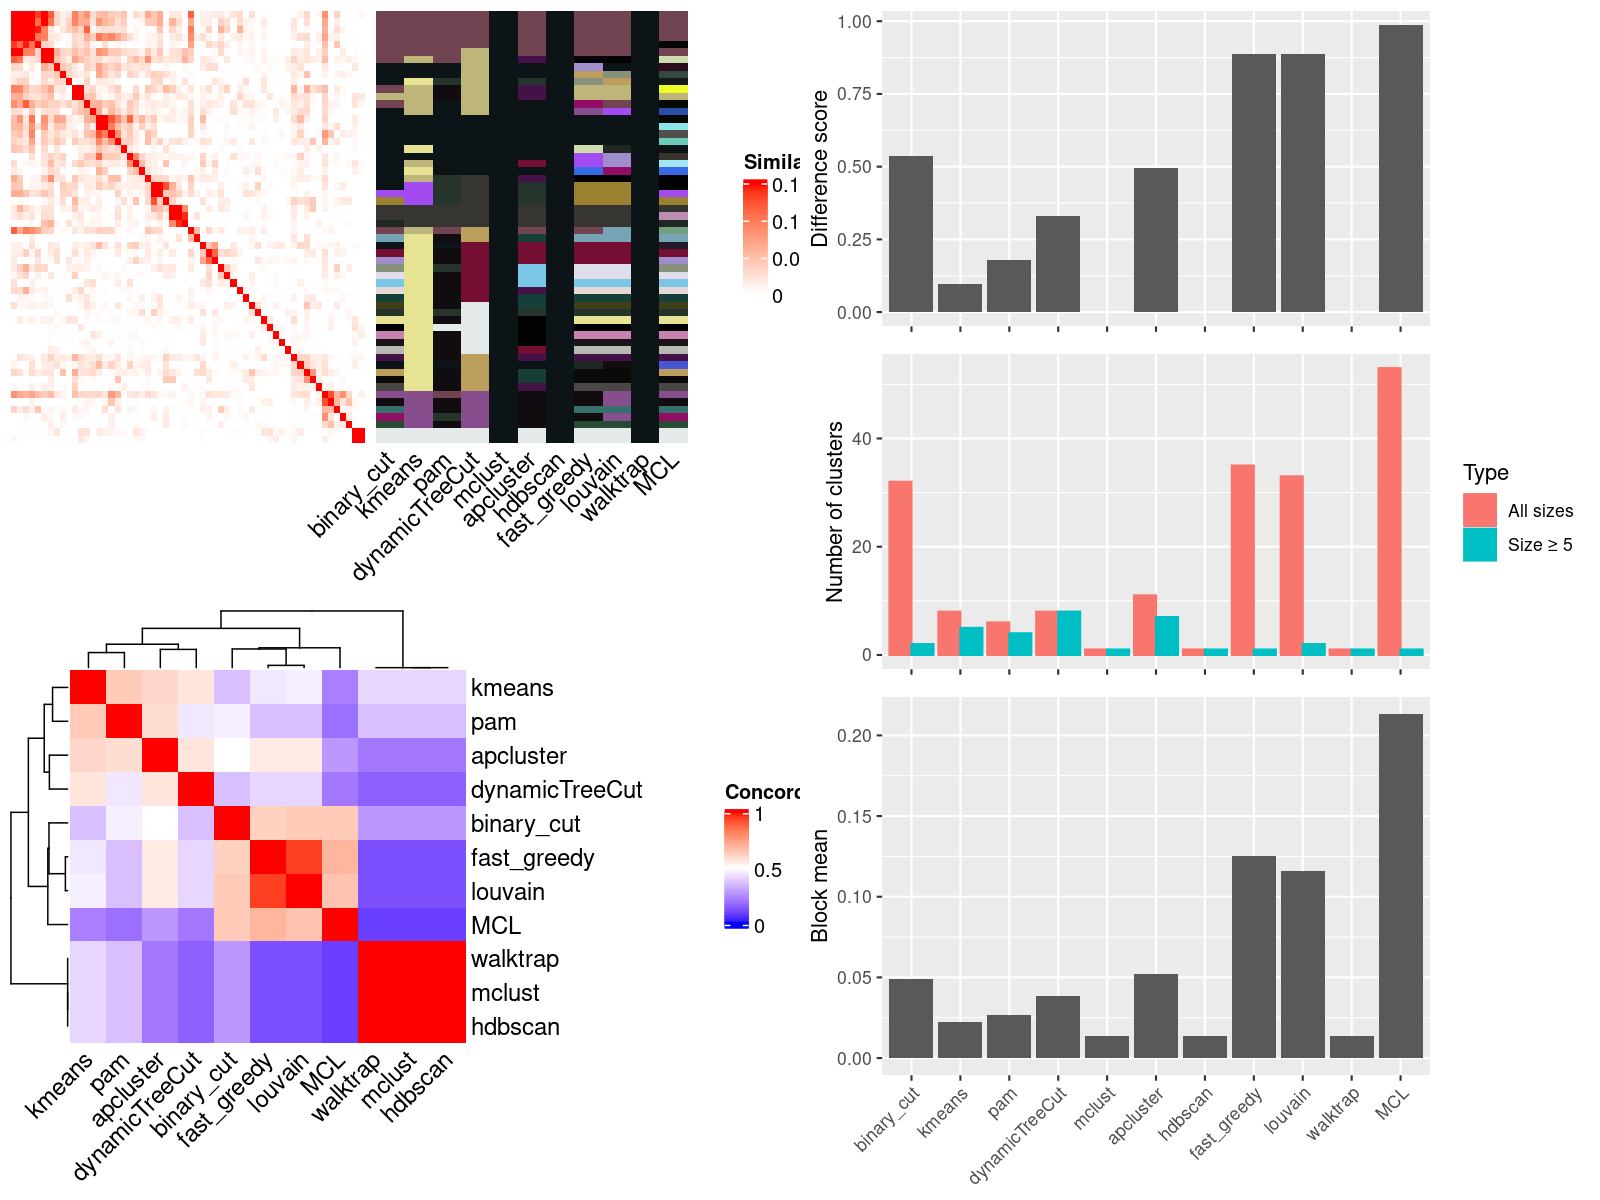 Simila
0.1
0.1
0.0
0
binary_cut
kmeans
pam
dynamicTreeCut
mclust
apcluster
hdbscan
fast_greedy
louvain
walktrap
MCL
kmeans
pam
apcluster
dynamicTreeCut
binary_cut
fast_greedy
louvain
MCL
walktrap
mclust
hdbscan
kmeans
pam
apcluster
dynamicTreeCut
binary_cut
fast_greedy
louvain
MCL
walktrap
mclust
hdbscan
Concord
1
0.5
0
Difference score
1.00
0.75
0.50
0.25
0.00
Number of clusters
40
20
0
Type
All sizes
Size ≥ 5
Block mean
0.20
0.15
0.10
0.05
0.00
binary_cut
kmeans
pam
dynamicTreeCut
mclust
apcluster
hdbscan
fast_greedy
louvain
walktrap
MCL